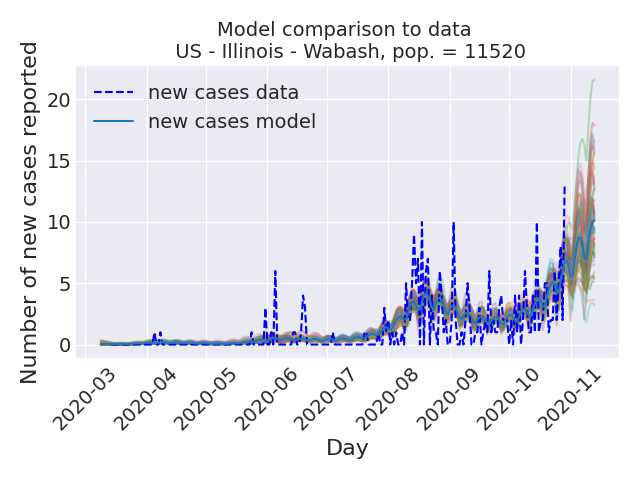 Model comparison to data
US - Illinois - Wabash, pop. = 11520
Number of new cases reported
20
15
10
5
0
new cases data
new cases model
2020-03
2020-04
2020-05
2020-06
2020-07
2020-08
2020-09
2020-10
2020-11
Day